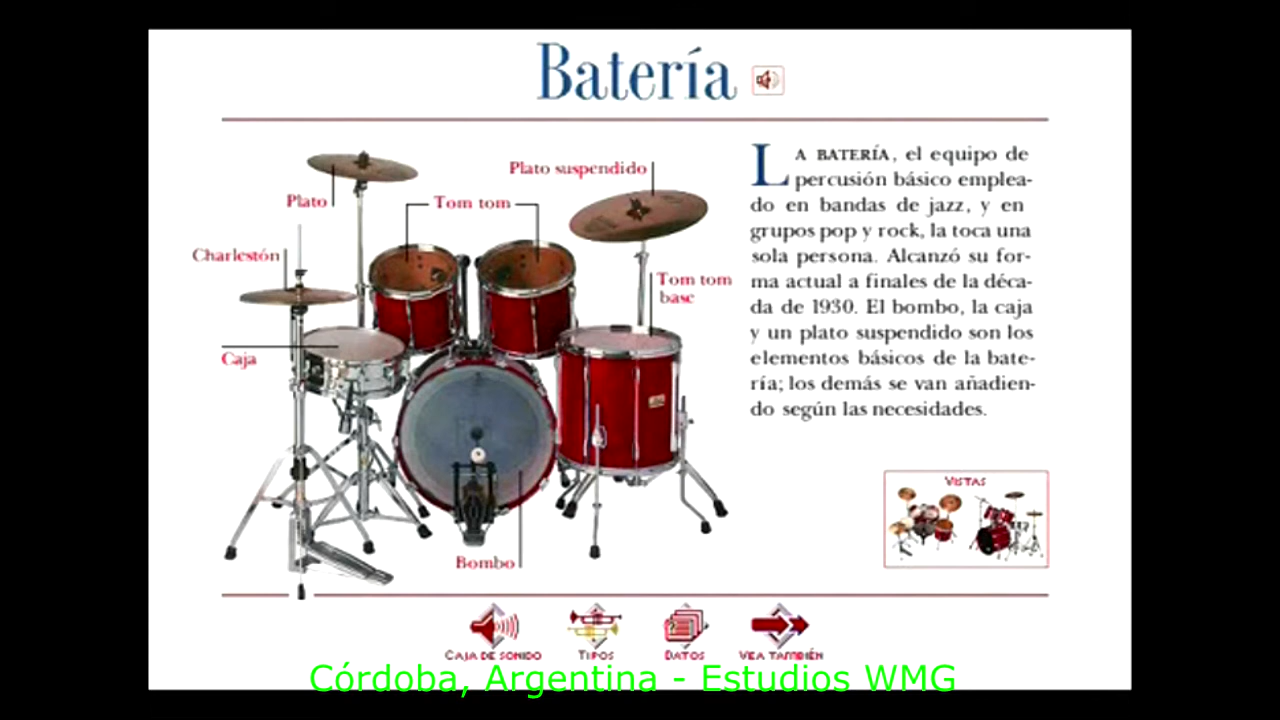 Batería
Plato suspendido
Plato
Tom tom
Charlestón
Tom tom
base
Caja
Bombo
LA BATERÍA, el equipo de
percusión básico emplea-
do en bandas de jazz, y en
grupos pop y rock, la toca una
sola persona. Alcanzó su for-
ma actual a finales de la déca-
da de 1930. El bombo, la caja
y un plato suspendido son los
elementos básicos de la bate-
ría; los demás se van añadien-
do según las necesidades.
VISTAS
CAJA DE SONIDO
TIPOS
DATOS
VEA TAMBIÉN
Córdoba, Argentina - Estudios WMG